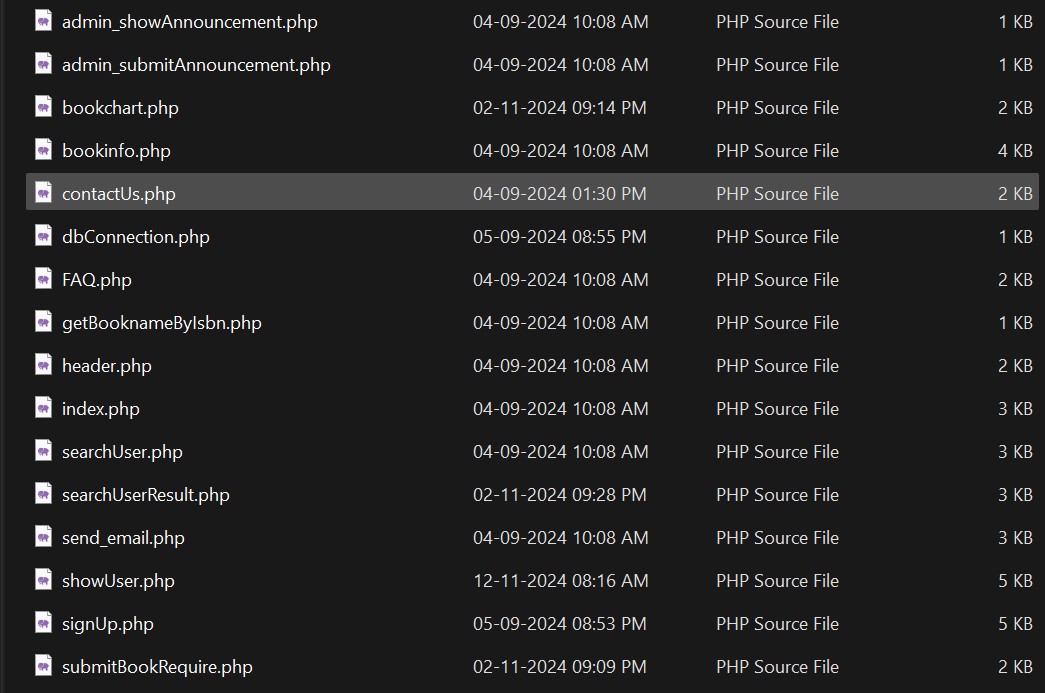 admin_showAnnouncement.php 04-09-2024 10:08 AM PHP Source File 1 KB
admin_submitAnnouncement.php 04-09-2024 10:08 AM PHP Source File 1 KB
bookchart.php 02-11-2024 09:14 PM PHP Source File 2 KB
bookinfo.php 04-09-2024 10:08 AM PHP Source File 4 KB
contactUs.php 04-09-2024 01:30 PM PHP Source File 2 KB
dbConnection.php 05-09-2024 08:55 PM PHP Source File 1 KB
FAQ.php 04-09-2024 10:08 AM PHP Source File 2 KB
getBooknameByIsbn.php 04-09-2024 10:08 AM PHP Source File 1 KB
header.php 04-09-2024 10:08 AM PHP Source File 2 KB
index.php 04-09-2024 10:08 AM PHP Source File 3 KB
searchUser.php 04-09-2024 10:08 AM PHP Source File 3 KB
searchUserResult.php 02-11-2024 09:28 PM PHP Source File 3 KB
send_email.php 04-09-2024 10:08 AM PHP Source File 3 KB
showUser.php 12-11-2024 08:16 AM PHP Source File 5 KB
signUp.php 05-09-2024 08:53 PM PHP Source File 5 KB
submitBookRequire.php 02-11-2024 09:09 PM PHP Source File 2 KB